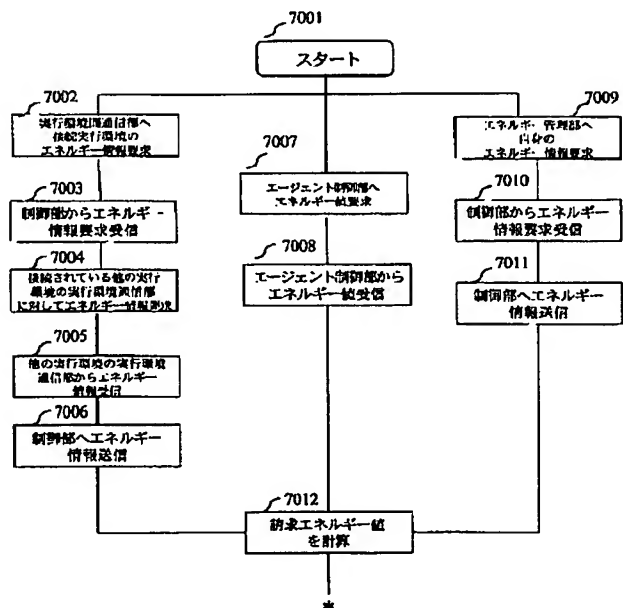 7001
スタート
7002
実行環境間通信部へ
接続実行環境の
エネルギー情報要求
7003
制御部からエネルギー
情報要求受信
7004
接続されている他の実行
環境の実行環境通信部
に対してエネルギー情報要求
7005
他の実行環境の実行環境
通信部からエネルギー
情報受信
7006
制御部へエネルギー
情報送信
7007
エージェント制御部へ
エネルギー値要求
7008
エージェント制御部から
エネルギー値受信
7009
エネルギー管理部へ
自身の
エネルギー情報要求
7010
制御部からエネルギー
情報要求受信
7011
制御部へエネルギー
情報送信
7012
請求エネルギー値
を計算
*